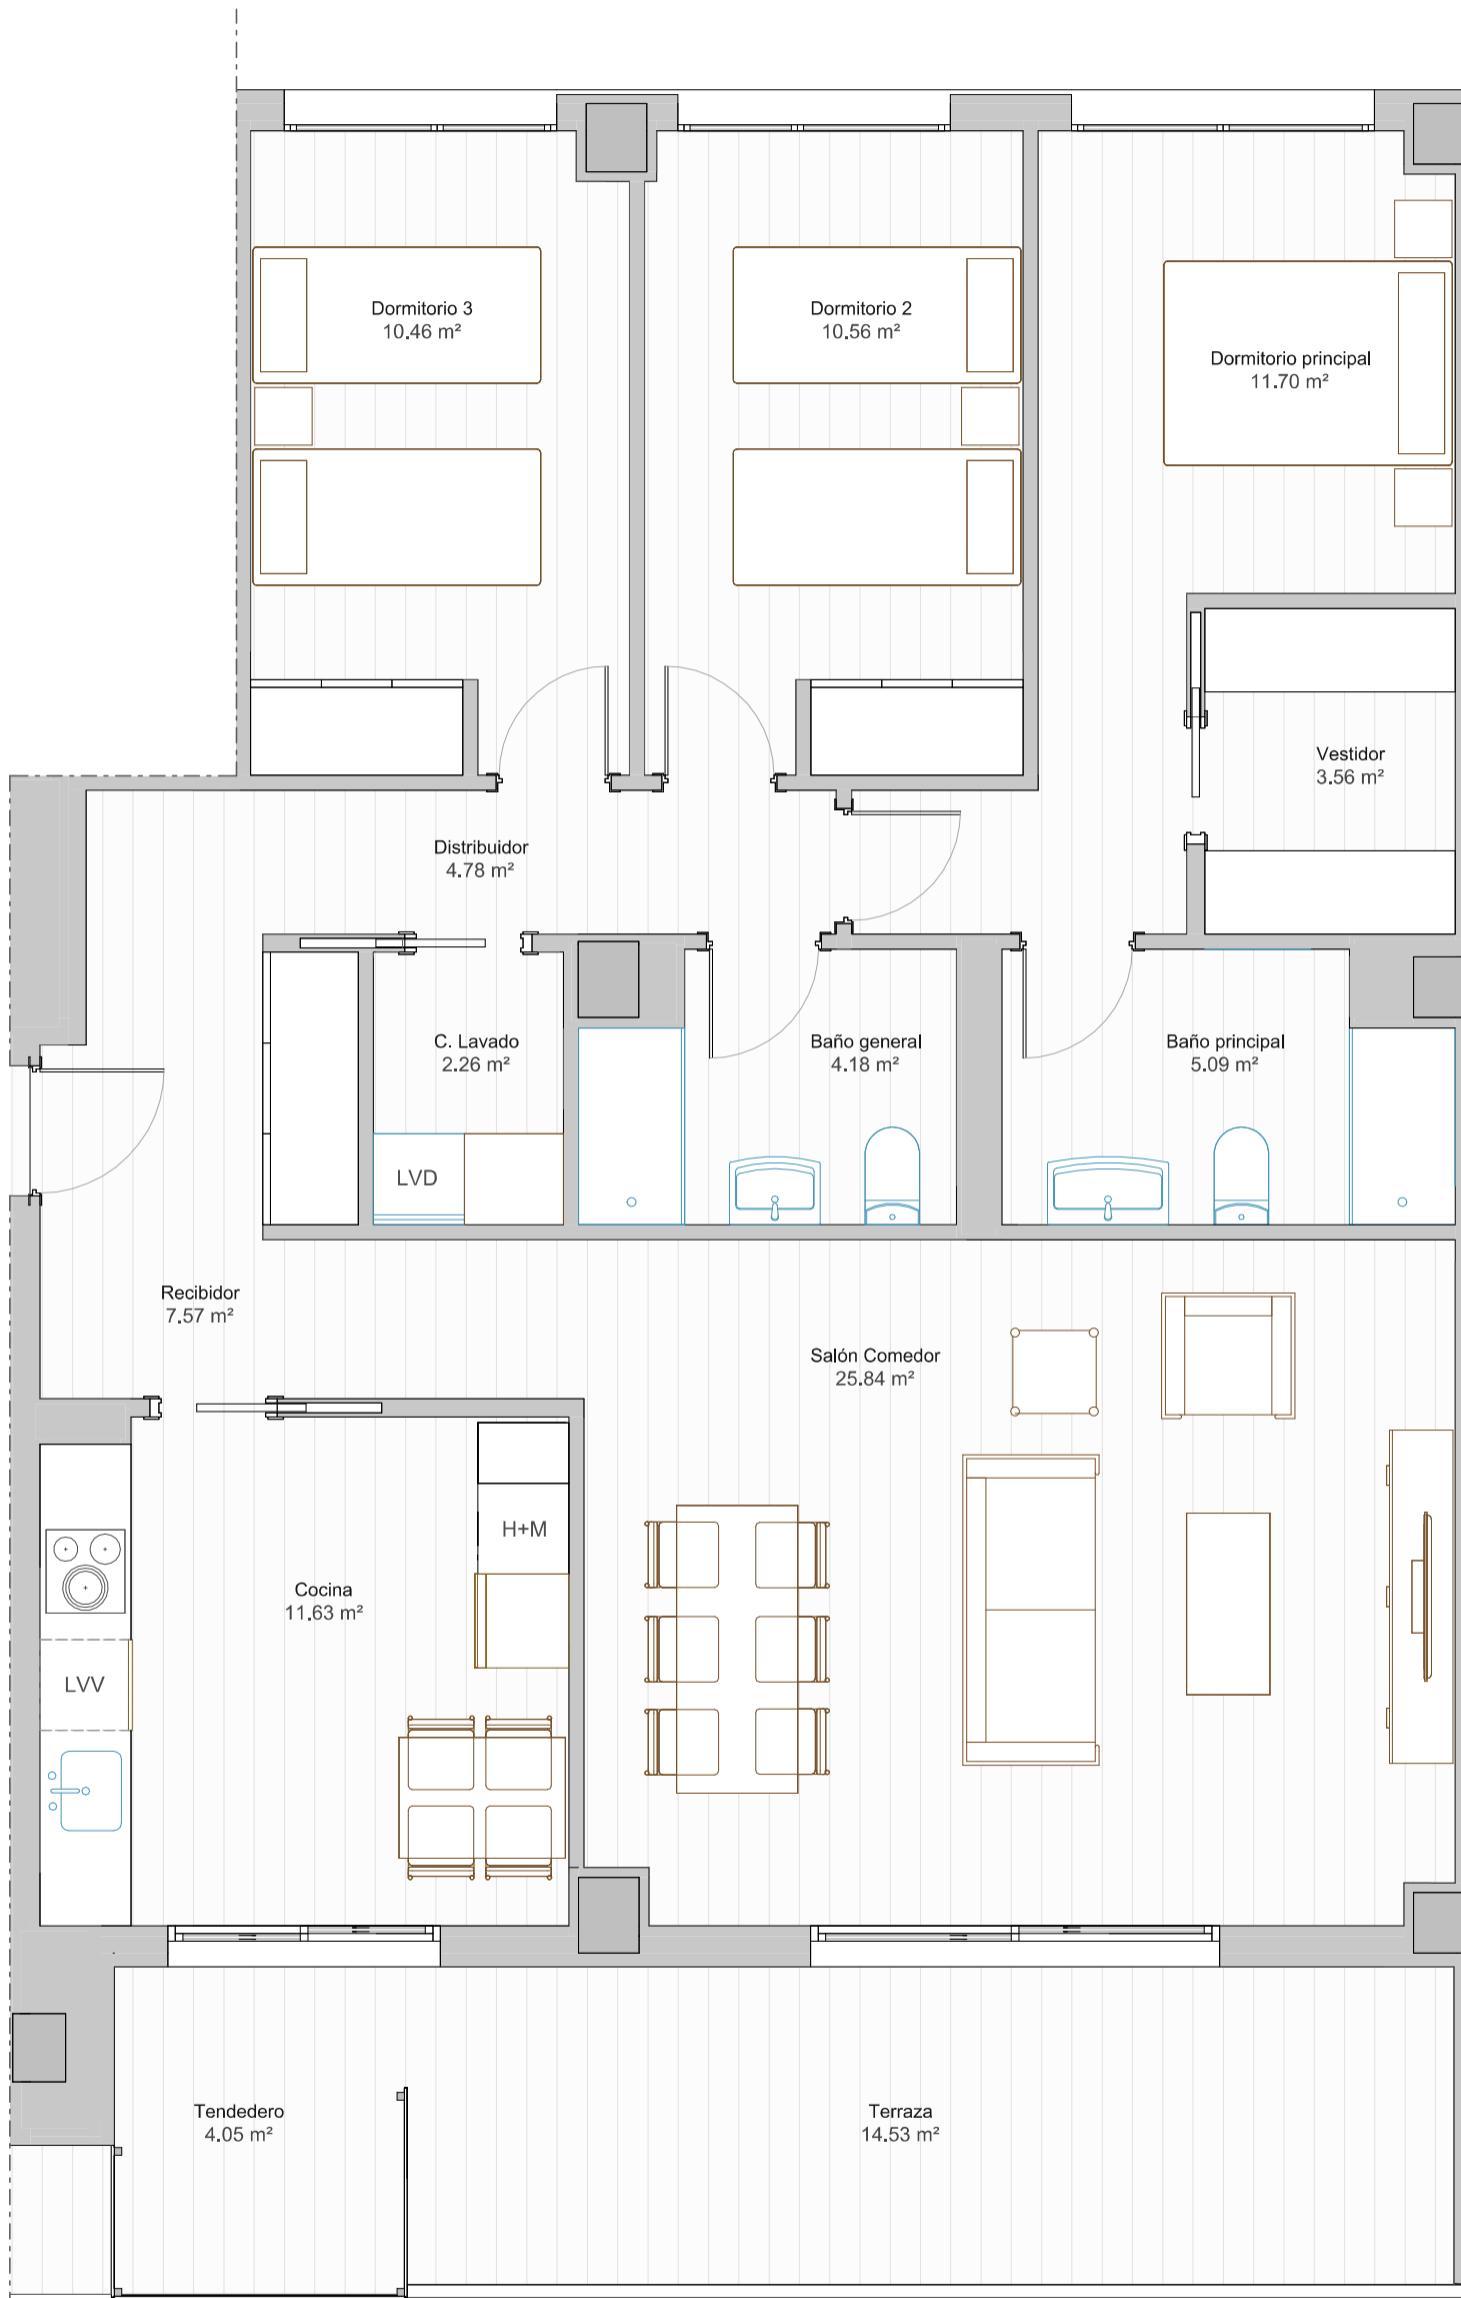 Dormitorio 3
10.46 m²
Dormitorio 2
10.56 m²
Dormitorio principal
11.70 m²
Vestidor
3.56 m²
Distribuidor
4.78 m²
C. Lavado
2.26 m²
Baño general
4.18 m²
Baño principal
5.09 m²
LVD
Recibidor
7.57 m²
Salón Comedor
25.84 m²
H+M
Cocina
11.63 m²
LVV
Tendedero
4.05 m²
Terraza
14.53 m²